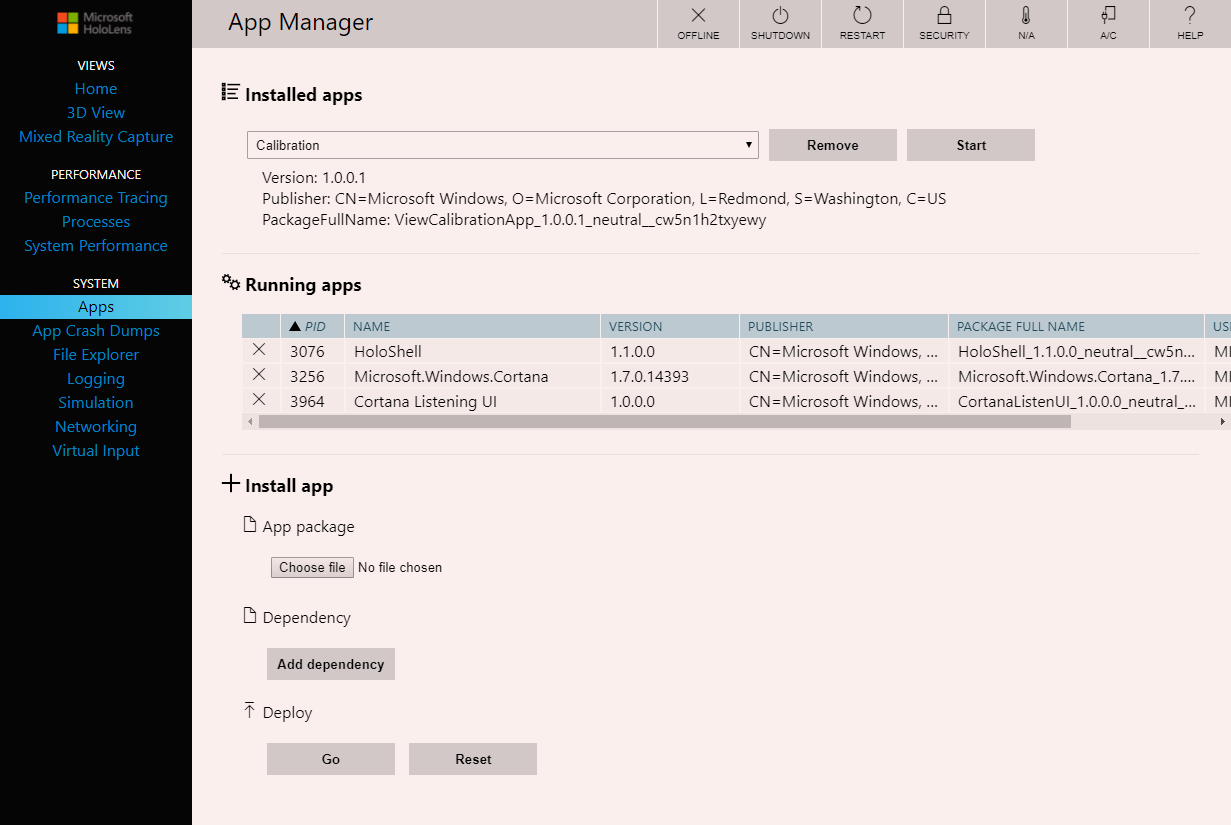 Microsoft
HoloLens
App Manager
OFFLINE
SHUTDOWN
RESTART
SECURITY
N/A
A/C
HELP
VIEWS
Home
3D View
Mixed Reality Capture
PERFORMANCE
Performance Tracing
Processes
System Performance
SYSTEM
Apps
App Crash Dumps
File Explorer
Logging
Simulation
Networking
Virtual Input
Installed apps
Calibration
Remove
Start
Version: 1.0.0.1
Publisher: CN=Microsoft Windows, O=Microsoft Corporation, L=Redmond, S=Washington, C=US
PackageFullName: ViewCalibrationApp_1.0.0.1_neutral__cw5n1h2txyewy
Running apps
PID NAME VERSION PUBLISHER PACKAGE FULL NAME
3076 HoloShell 1.1.0.0 CN=Microsoft Windows, ... HoloShell_1.1.0.0_neutral__cw5n...
3256 Microsoft.Windows.Cortana 1.7.0.14393 CN=Microsoft Windows, ... Microsoft.Windows.Cortana_1.7....
3964 Cortana Listening UI 1.0.0.0 CN=Microsoft Windows, ... CortanaListenUI_1.0.0.0_neutral_...
Install app
App package
Choose file No file chosen
Dependency
Add dependency
Deploy
Go
Reset